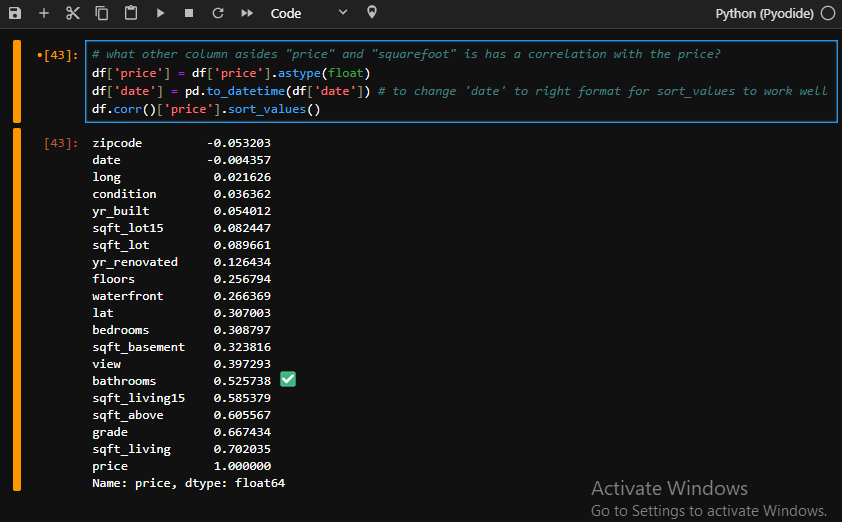 Code
Python (Pyodide)
[43]: # what other column asides "price" and "squarefoot" is has a correlation with the price?
df['price'] = df['price'].astype(float)
df['date'] = pd.to_datetime(df['date']) # to change 'date' to right format for sort_values to work well
df.corr()['price'].sort_values()
[43]: zipcode -0.053203
date -0.004357
long 0.021626
condition 0.036362
yr_built 0.054012
sqft_lot15 0.082447
sqft_lot 0.089661
yr_renovated 0.126434
floors 0.256794
waterfront 0.266369
lat 0.307003
bedrooms 0.308797
sqft_basement 0.323816
view 0.397293
bathrooms 0.525738 ✅
sqft_living15 0.585379
sqft_above 0.605567
grade 0.667434
sqft_living 0.702035
price 1.000000
Name: price, dtype: float64
Activate Windows
Go to Settings to activate Windows.